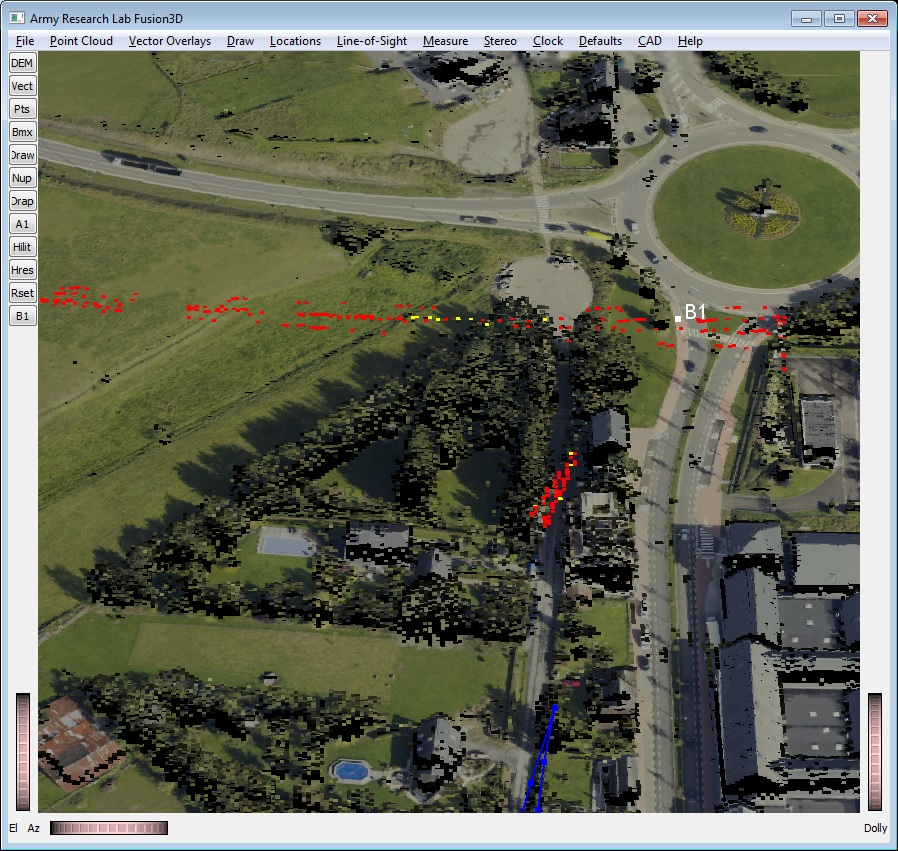 Army Research Lab Fusion3D
File Point Cloud Vector Overlays Draw Locations Line-of-Sight Measure Stereo Clock Defaults CAD Help
DEM
Vect
Pts
Bmx
Draw
Nup
Drap
A1
Hilit
Hres
Rset
B1
B1
El Az Dolly